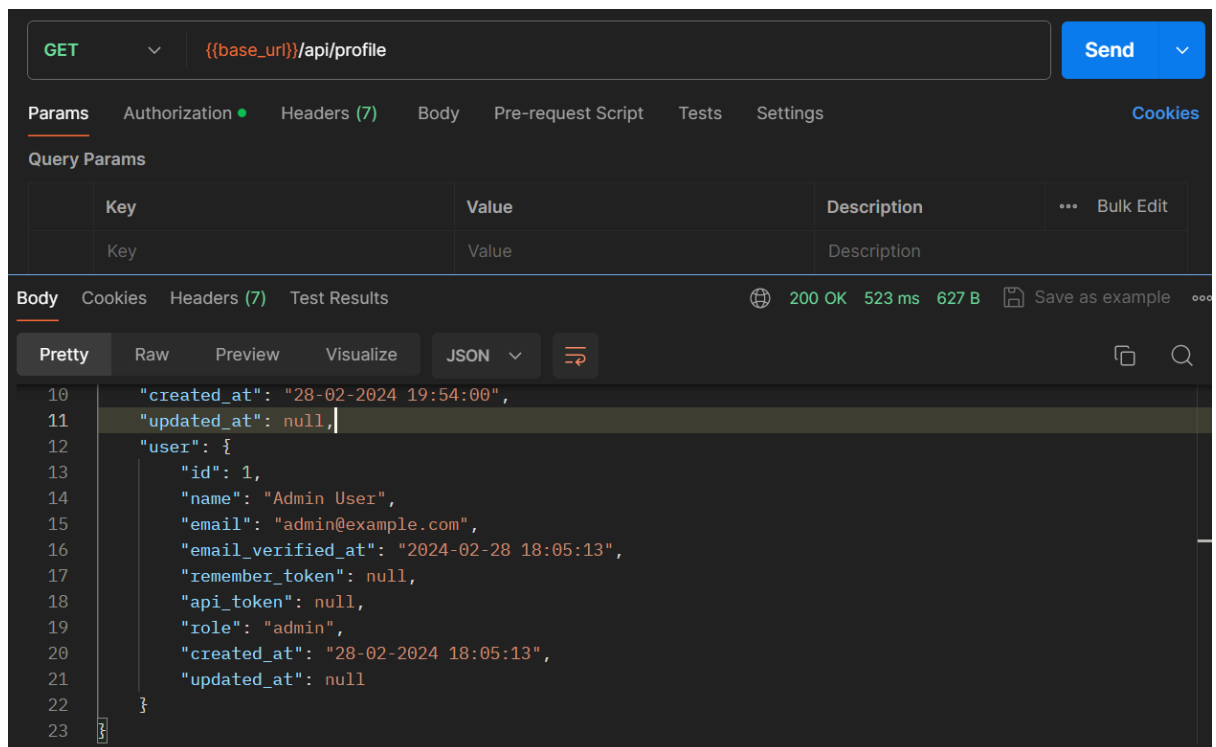 GET {{base_url}}/api/profile Send
Params Authorization Headers (7) Body Pre-request Script Tests Settings Cookies
Query Params
Key Value Description Bulk Edit
Key Value Description
Body Cookies Headers (7) Test Results 200 OK 523 ms 627 B Save as example
Pretty Raw Preview Visualize JSON
10 "created_at": "28-02-2024 19:54:00",
11 "updated_at": null,
12 "user": {
13 "id": 1,
14 "name": "Admin User",
15 "email": "admin@example.com",
16 "email_verified_at": "2024-02-28 18:05:13",
17 "remember_token": null,
18 "api_token": null,
19 "role": "admin",
20 "created_at": "28-02-2024 18:05:13",
21 "updated_at": null
22 }
23 }